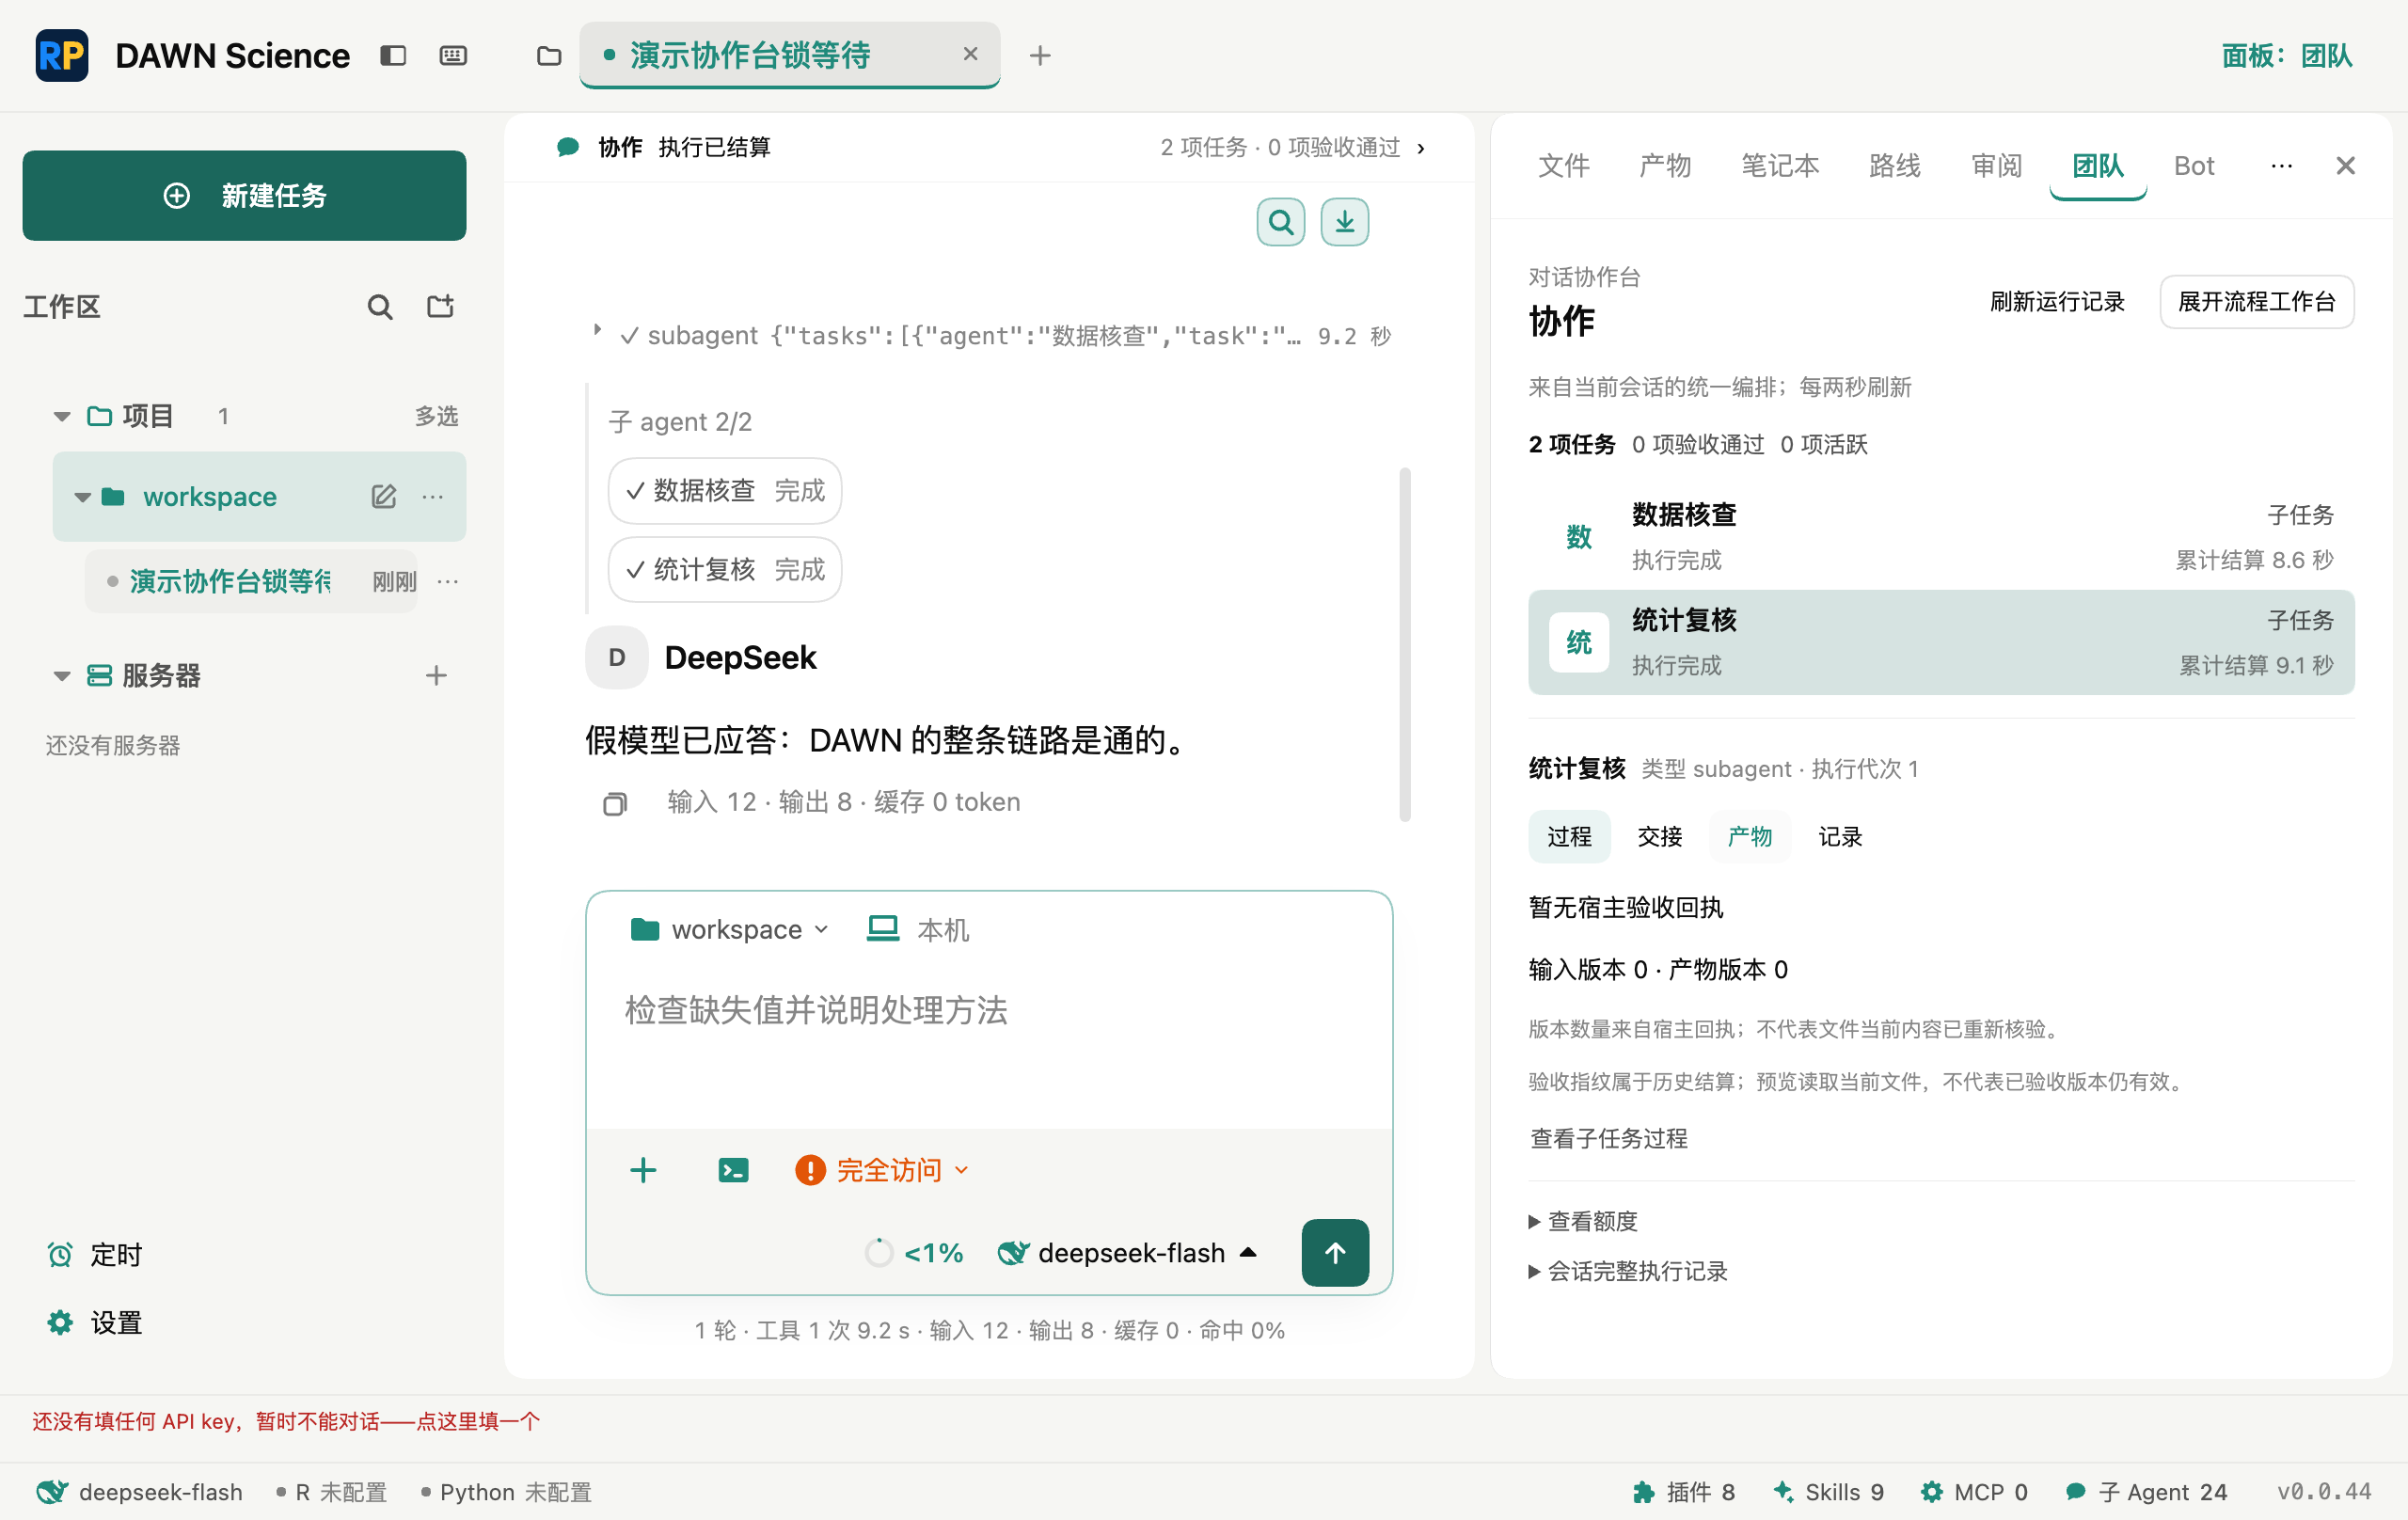 RP DAWN Science
演示协作台锁等待
面板：团队
新建任务
工作区
项目 1 多选
workspace
演示协作台锁等待 刚刚
服务器
还没有服务器
定时
设置
协作 执行已结算 2 项任务 · 0 项验收通过
subagent {"tasks":[{"agent":"数据核查","task":"… 9.2 秒
子 agent 2/2
数据核查 完成
统计复核 完成
D DeepSeek
假模型已应答：DAWN 的整条链路是通的。
输入 12 · 输出 8 · 缓存 0 token
workspace 本机
检查缺失值并说明处理方法
完全访问
<1% deepseek-flash
1 轮 · 工具 1 次 9.2 s · 输入 12 · 输出 8 · 缓存 0 · 命中 0%
文件 产物 笔记本 路线 审阅 团队 Bot ···
对话协作台
协作
刷新运行记录 展开流程工作台
来自当前会话的统一编排；每两秒刷新
2 项任务 0 项验收通过 0 项活跃
数 数据核查 子任务
执行完成 累计结算 8.6 秒
统 统计复核 子任务
执行完成 累计结算 9.1 秒
统计复核 类型 subagent · 执行代次 1
过程 交接 产物 记录
暂无宿主验收回执
输入版本 0 · 产物版本 0
版本数量来自宿主回执；不代表文件当前内容已重新核验。
验收指纹属于历史结算；预览读取当前文件，不代表已验收版本仍有效。
查看子任务过程
查看额度
会话完整执行记录
还没有填任何 API key，暂时不能对话——点这里填一个
deepseek-flash R 未配置 Python 未配置
插件 8 Skills 9 MCP 0 子 Agent 24 v0.0.44